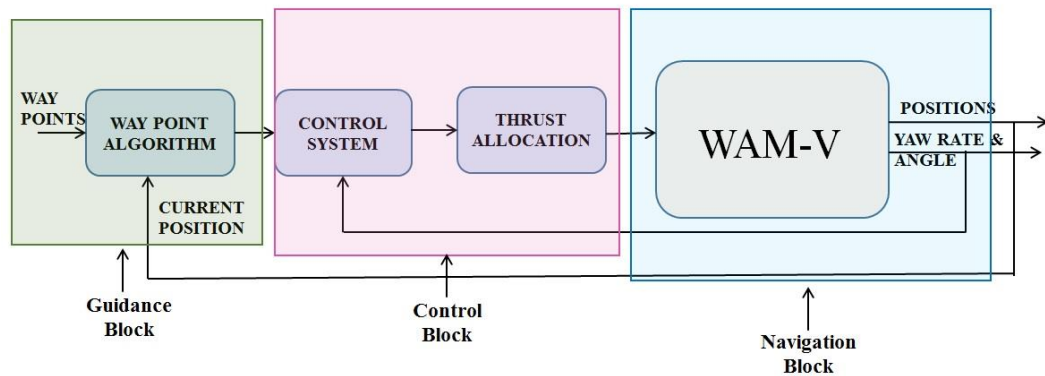 WAY
POINTS
WAY POINT
ALGORITHM
CONTROL
SYSTEM
THRUST
ALLOCATION
WAM-V
POSITIONS
YAW RATE &
ANGLE
CURRENT
POSITION
Guidance
Block
Control
Block
Navigation
Block